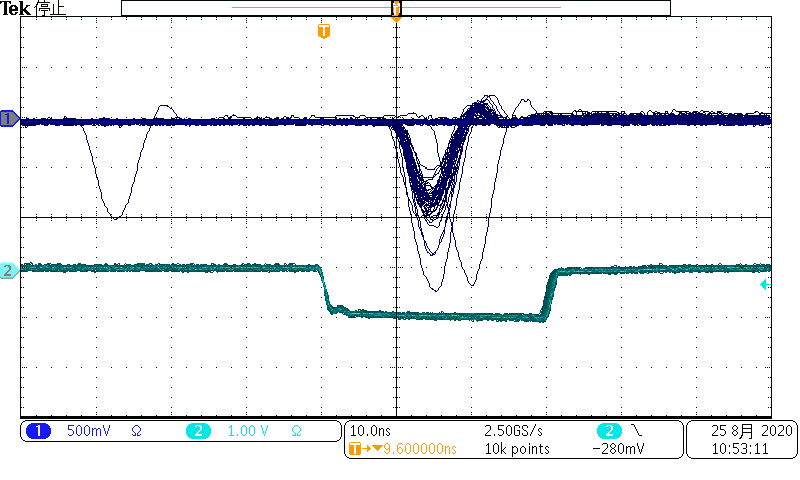 Tek 停止
T
T
1
2
1 500mV Ω 2 1.00 V Ω 10.0ns 2.50GS/s 2 25 8月 2020
T→▼9.600000ns 10k points −280mV 10:53:11